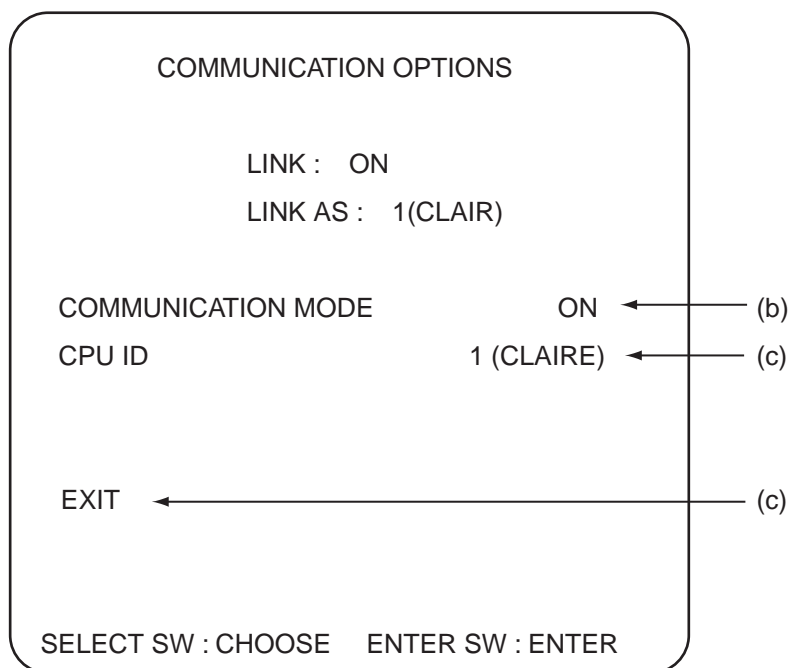 COMMUNICATION OPTIONS
LINK : ON
LINK AS : 1(CLAIR)
COMMUNICATION MODE ON (b)
CPU ID 1 (CLAIRE) (c)
EXIT (c)
SELECT SW : CHOOSE ENTER SW : ENTER